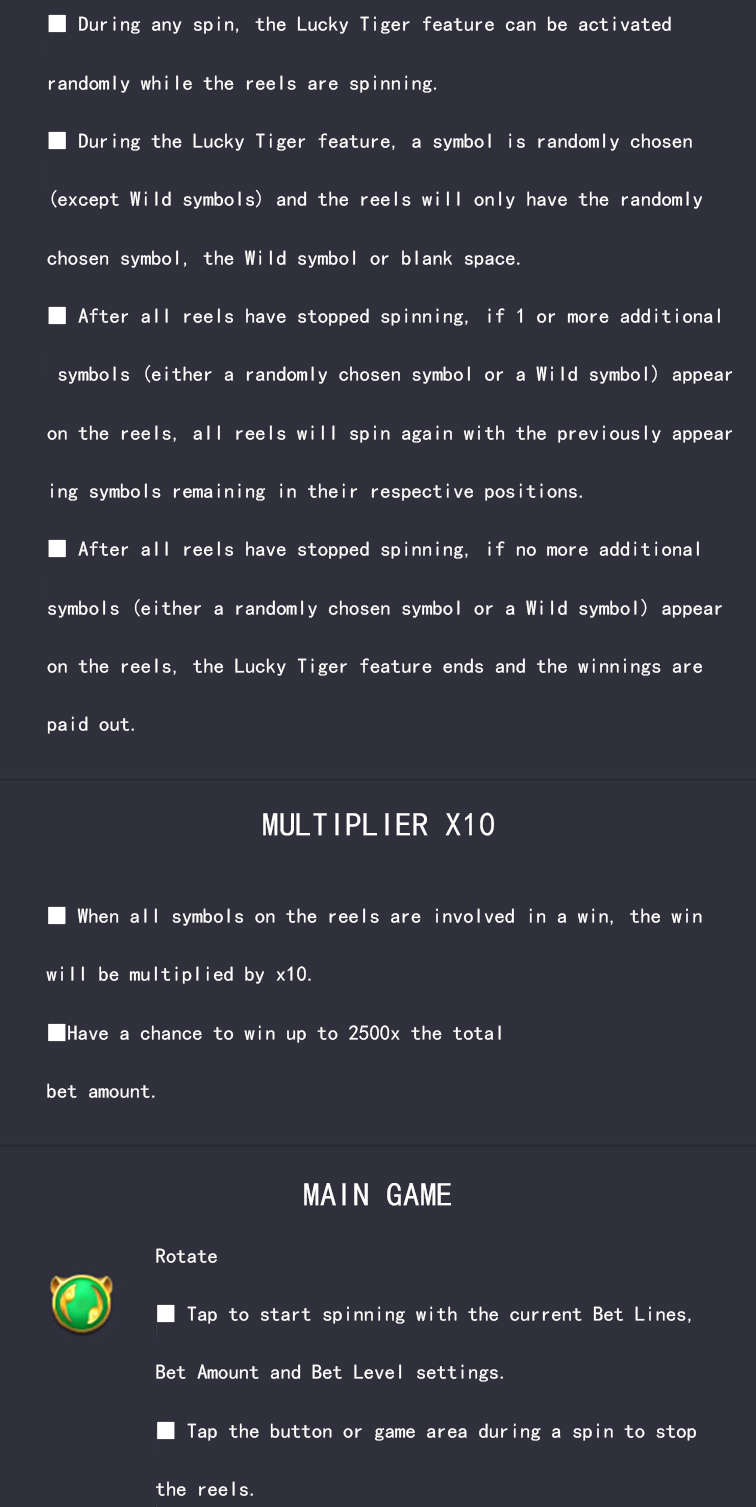 ■ During any spin, the Lucky Tiger feature can be activated
randomly while the reels are spinning.
■ During the Lucky Tiger feature, a symbol is randomly chosen
(except Wild symbols) and the reels will only have the randomly
chosen symbol, the Wild symbol or blank space.
■ After all reels have stopped spinning, if 1 or more additional
symbols (either a randomly chosen symbol or a Wild symbol) appear
on the reels, all reels will spin again with the previously appear
ing symbols remaining in their respective positions.
■ After all reels have stopped spinning, if no more additional
symbols (either a randomly chosen symbol or a Wild symbol) appear
on the reels, the Lucky Tiger feature ends and the winnings are
paid out.
MULTIPLIER X10
■ When all symbols on the reels are involved in a win, the win
will be multiplied by x10.
■Have a chance to win up to 2500x the total
bet amount.
MAIN GAME
Rotate
■ Tap to start spinning with the current Bet Lines,
Bet Amount and Bet Level settings.
■ Tap the button or game area during a spin to stop
the reels.